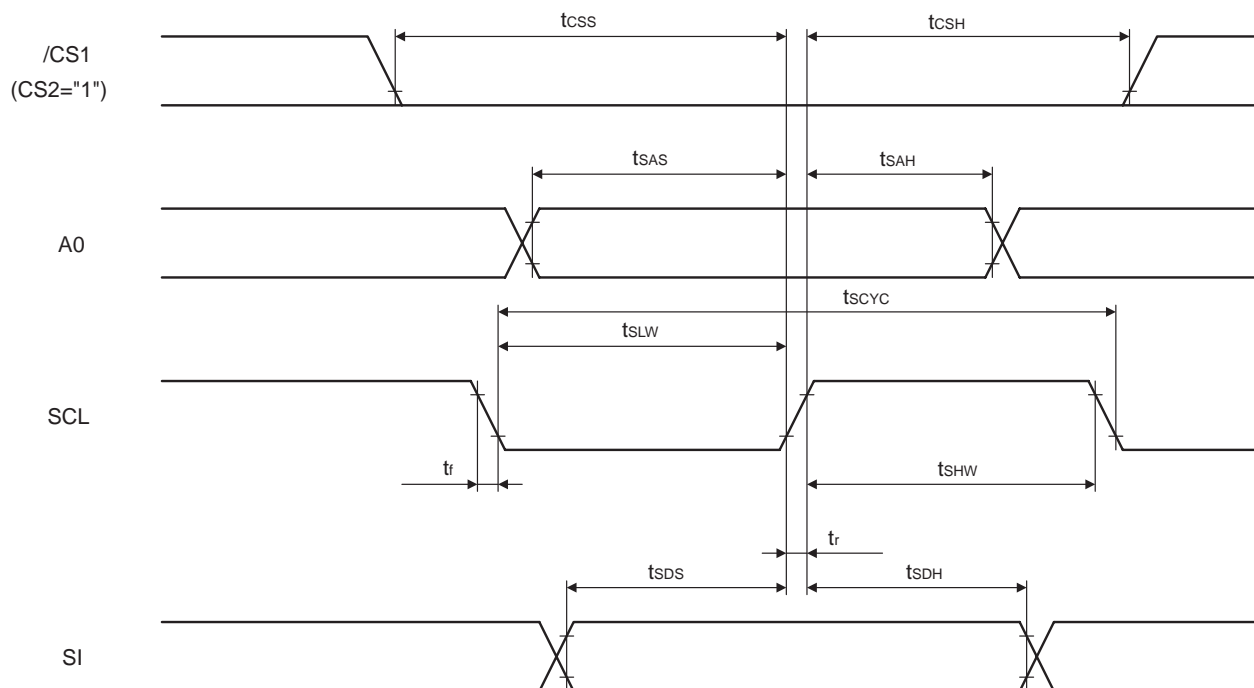 tCSS
tCSH
/CS1
(CS2="1")
tSAS
tSAH
A0
tSCYC
tSLW
SCL
tf
tSHW
tr
tSDS
tSDH
SI